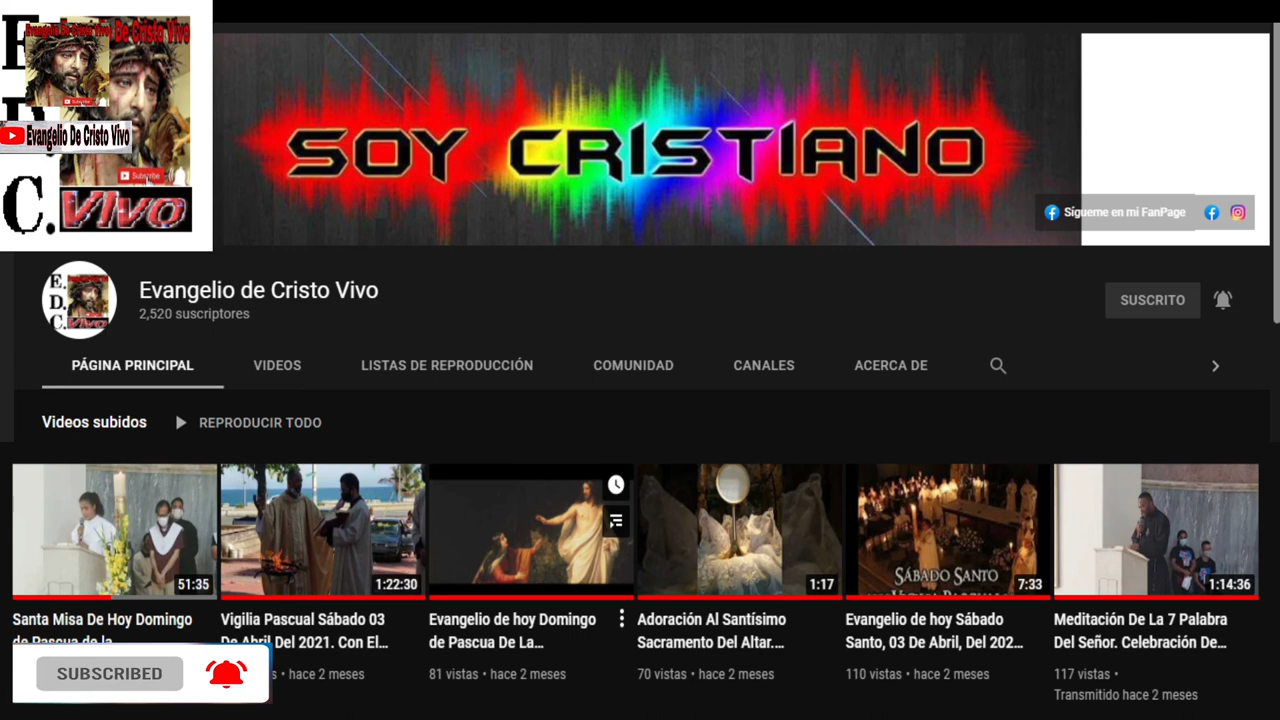 E
Evangelio De Cristo Vivo
De Cristo Vivo
Subscribe
Evangelio De Cristo Vivo
Subscribe
C.
Vivo
SOY CRISTIANO
Sígueme en mi FanPage
E.
D.
C.
Vivo
Evangelio de Cristo Vivo
2,520 suscriptores
SUSCRITO
PÁGINA PRINCIPAL
VIDEOS
LISTAS DE REPRODUCCIÓN
COMUNIDAD
CANALES
ACERCA DE
Videos subidos
REPRODUCIR TODO
51:35
1:22:30
1:17
SÁBADO SANTO
7:33
1:14:36
Santa Misa De Hoy Domingo
de Pascua de la
Vigilia Pascual Sábado 03
De Abril Del 2021. Con El...
s • hace 2 meses
Evangelio de hoy Domingo
de Pascua De La...
81 vistas • hace 2 meses
Adoración Al Santísimo
Sacramento Del Altar....
70 vistas • hace 2 meses
Evangelio de hoy Sábado
Santo, 03 De Abril, Del 202...
110 vistas • hace 2 meses
Meditación De La 7 Palabra
Del Señor. Celebración De...
117 vistas •
Transmitido hace 2 meses
SUBSCRIBED